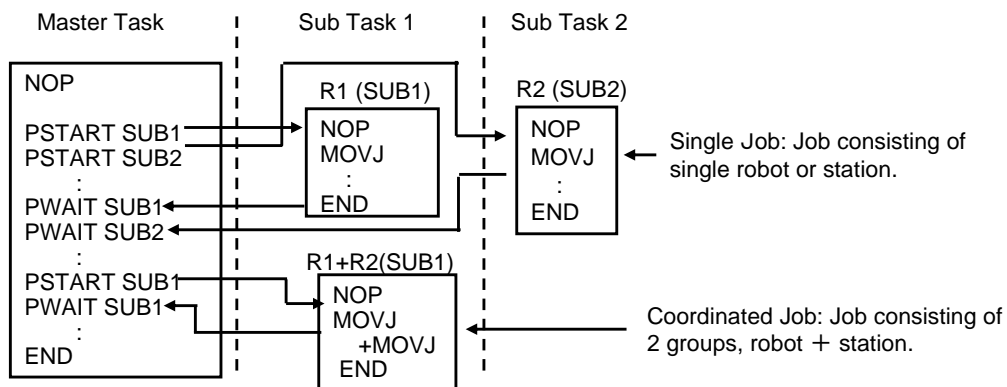 Master Task
Sub Task 1
Sub Task 2
NOP
PSTART SUB1
PSTART SUB2
:
PWAIT SUB1
PWAIT SUB2
:
PSTART SUB1
PWAIT SUB1
:
END
R1 (SUB1)
NOP
MOVJ
:
END
R1+R2(SUB1)
NOP
MOVJ
+MOVJ
END
R2 (SUB2)
NOP
MOVJ
:
END
Single Job: Job consisting of
single robot or station.
Coordinated Job: Job consisting of
2 groups, robot + station.